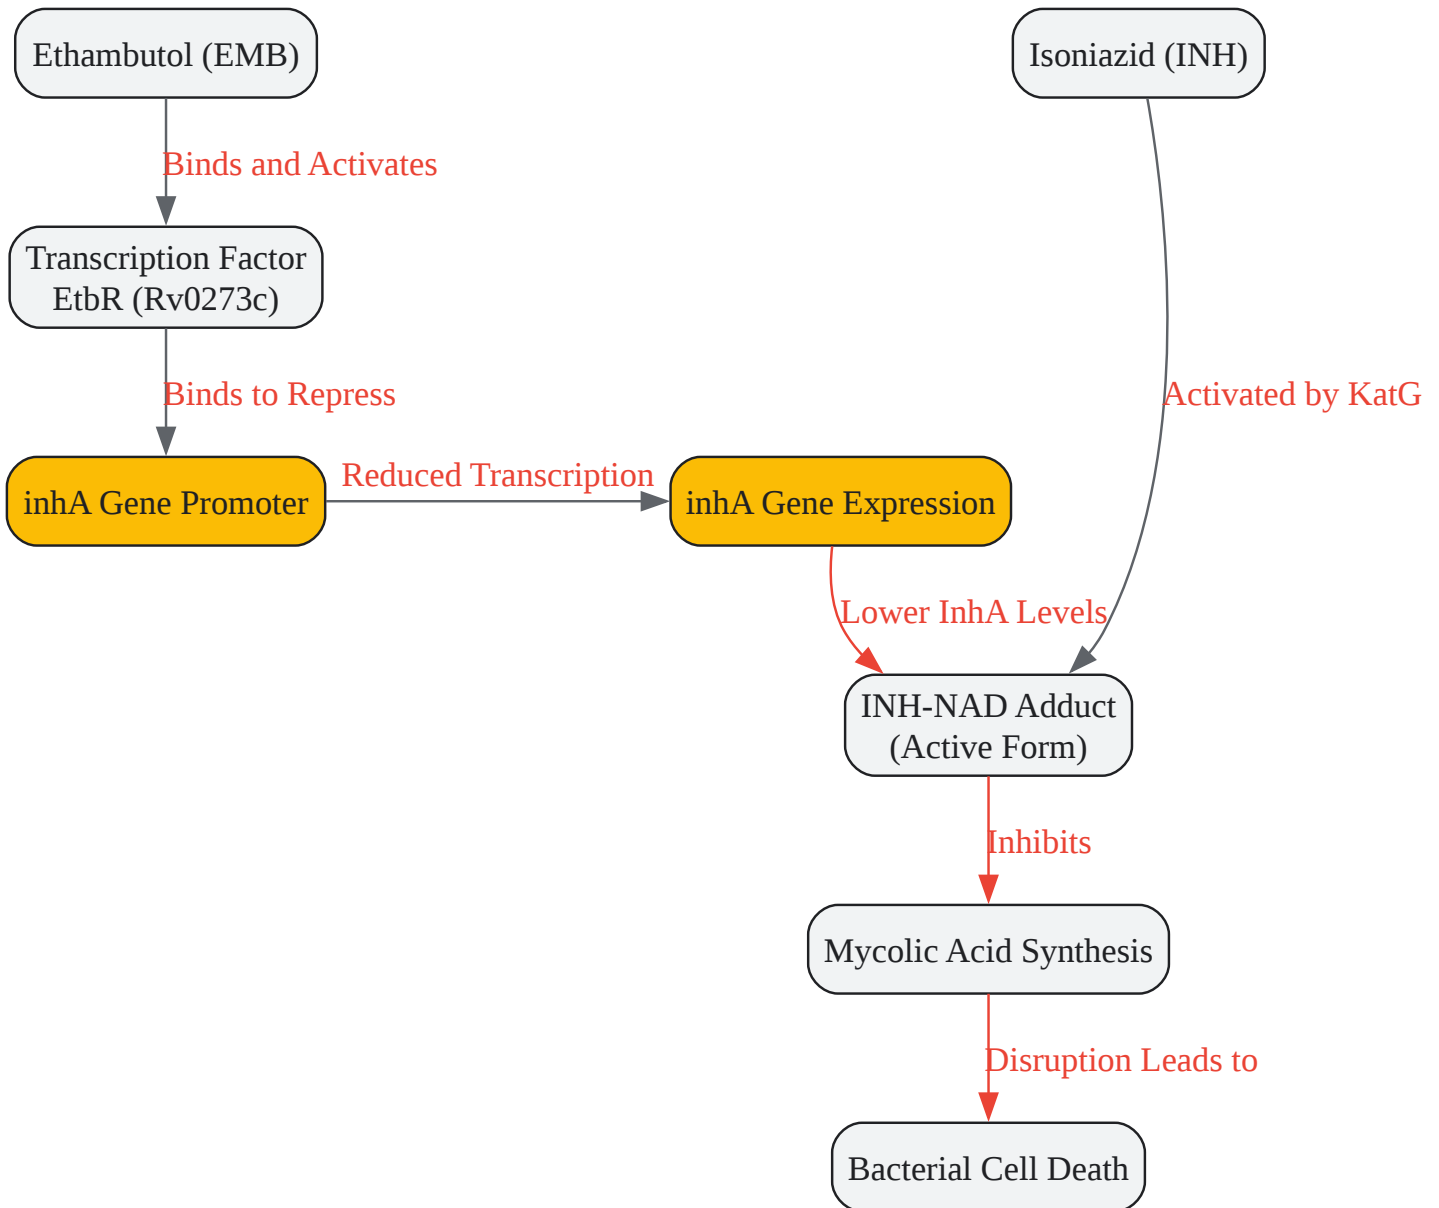 Ethambutol (EMB)
Isoniazid (INH)
Binds and Activates
Transcription Factor
EtbR (Rv0273c)
Binds to Repress
Activated by KatG
inhA Gene Promoter
Reduced Transcription
inhA Gene Expression
Lower InhA Levels
INH-NAD Adduct
(Active Form)
Inhibits
Mycolic Acid Synthesis
Disruption Leads to
Bacterial Cell Death